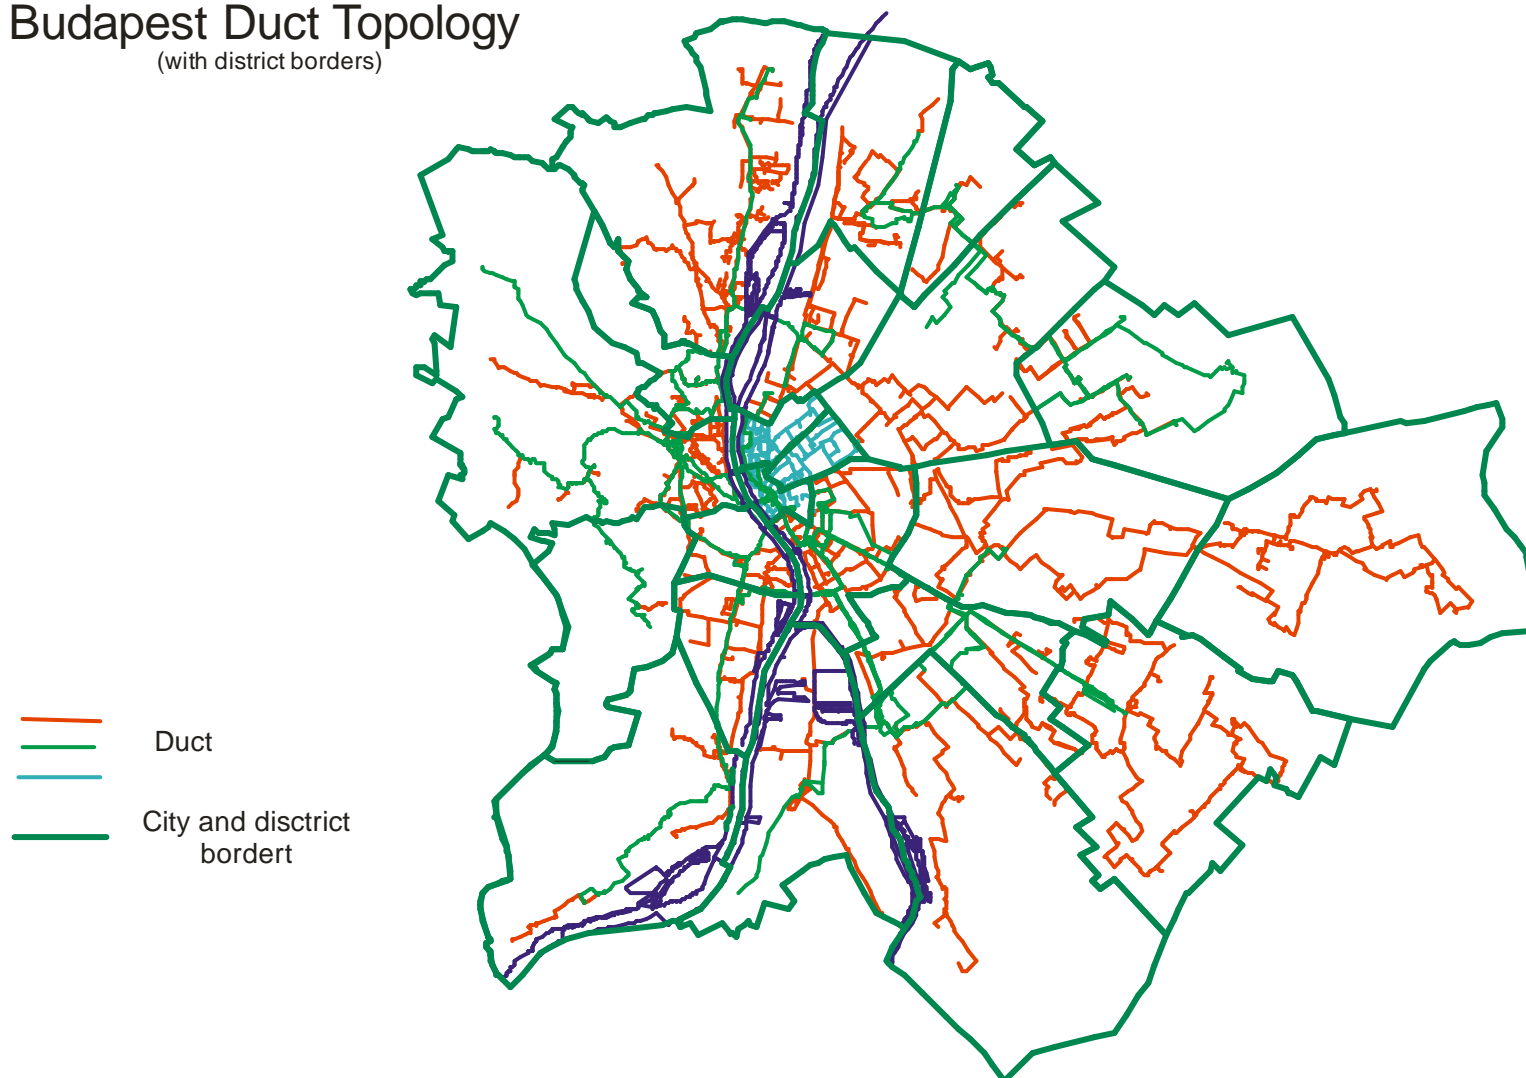 Budapest Duct Topology
(with district borders)
Duct
City and disctrict
bordert